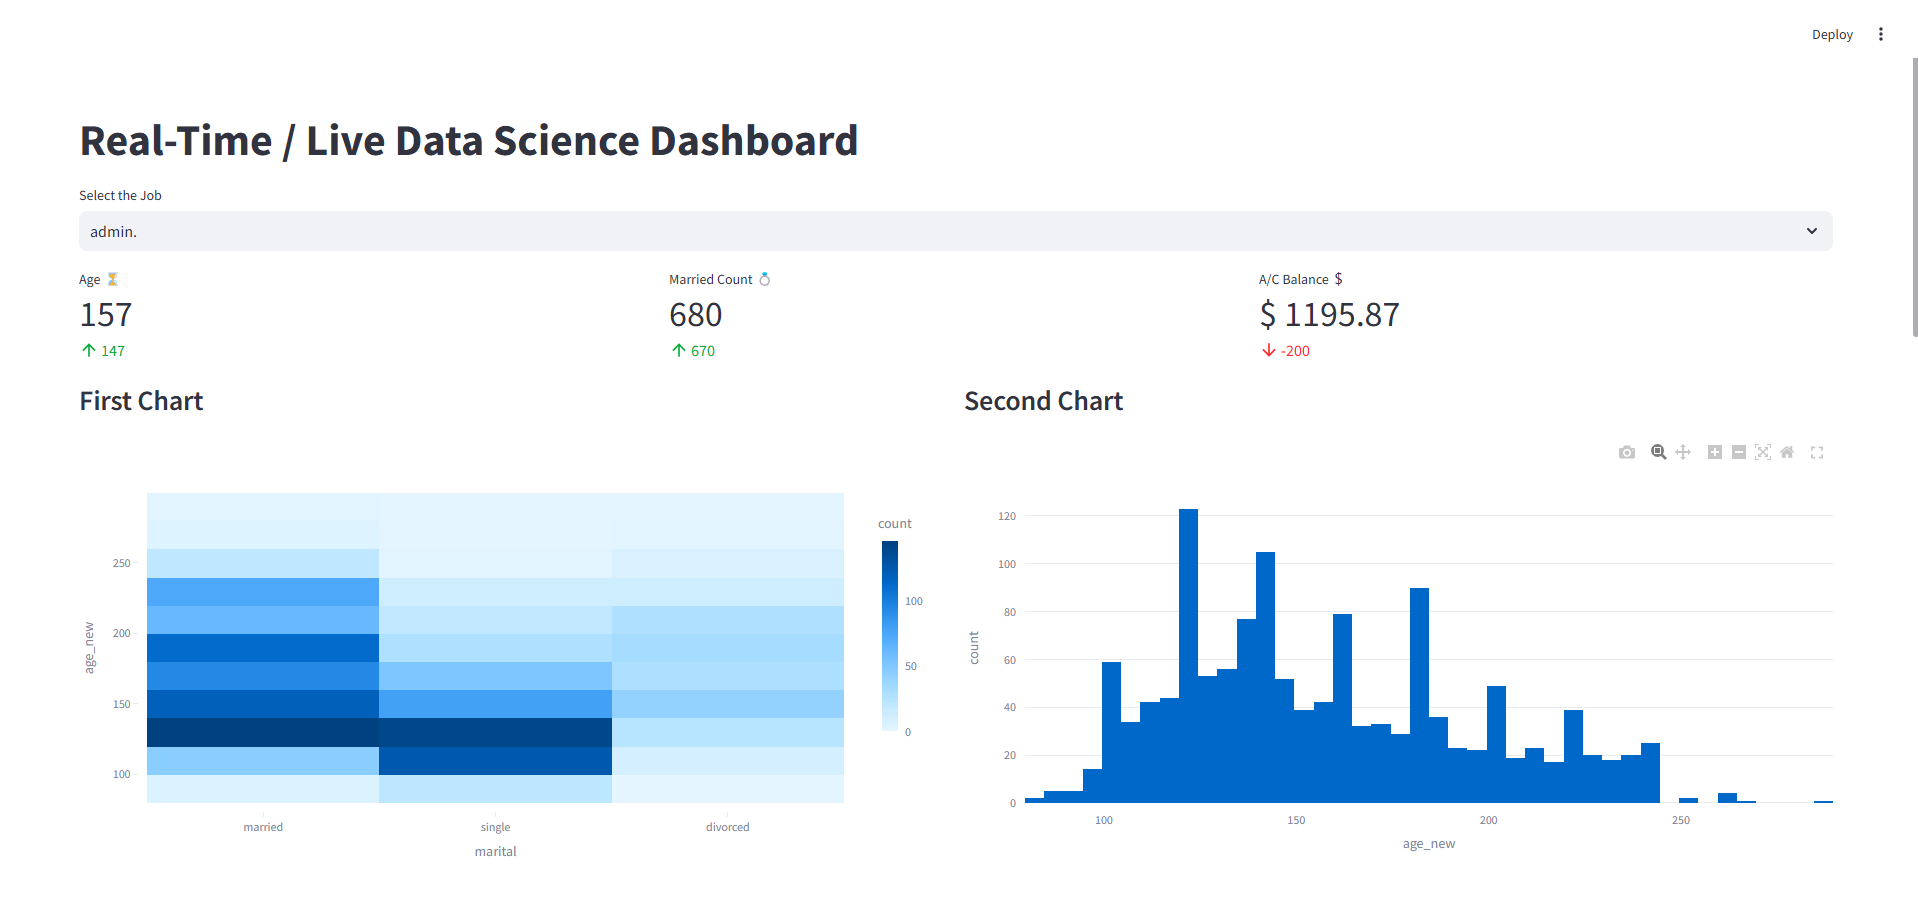 Deploy
Real-Time / Live Data Science Dashboard
Select the Job
admin.
Age ⏳
157
↑ 147
Married Count 💍
680
↑ 670
A/C Balance $
$ 1195.87
↓ -200
First Chart
250
200
150
100
age_new
married single divorced
marital
count
100
50
0
Second Chart
120
100
80
60
40
20
0
count
100 150 200 250
age_new